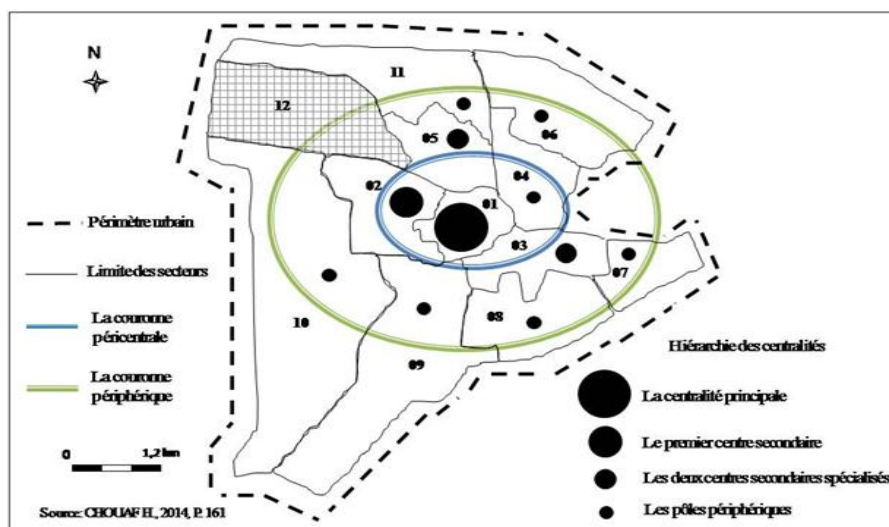 N
11
12
05
06
02
04
01
03
07
10
08
09
Périmètre urbain
Limite des secteurs
La couronne
péricentrale
La couronne
périphérique
0 1,2 km
Source: CHOUAF H., 2014, P. 161
Hiérarchie des centralités
La centralité principale
Le premier centre secondaire
Les deux centres secondaires spécialisés
Les pôles périphériques